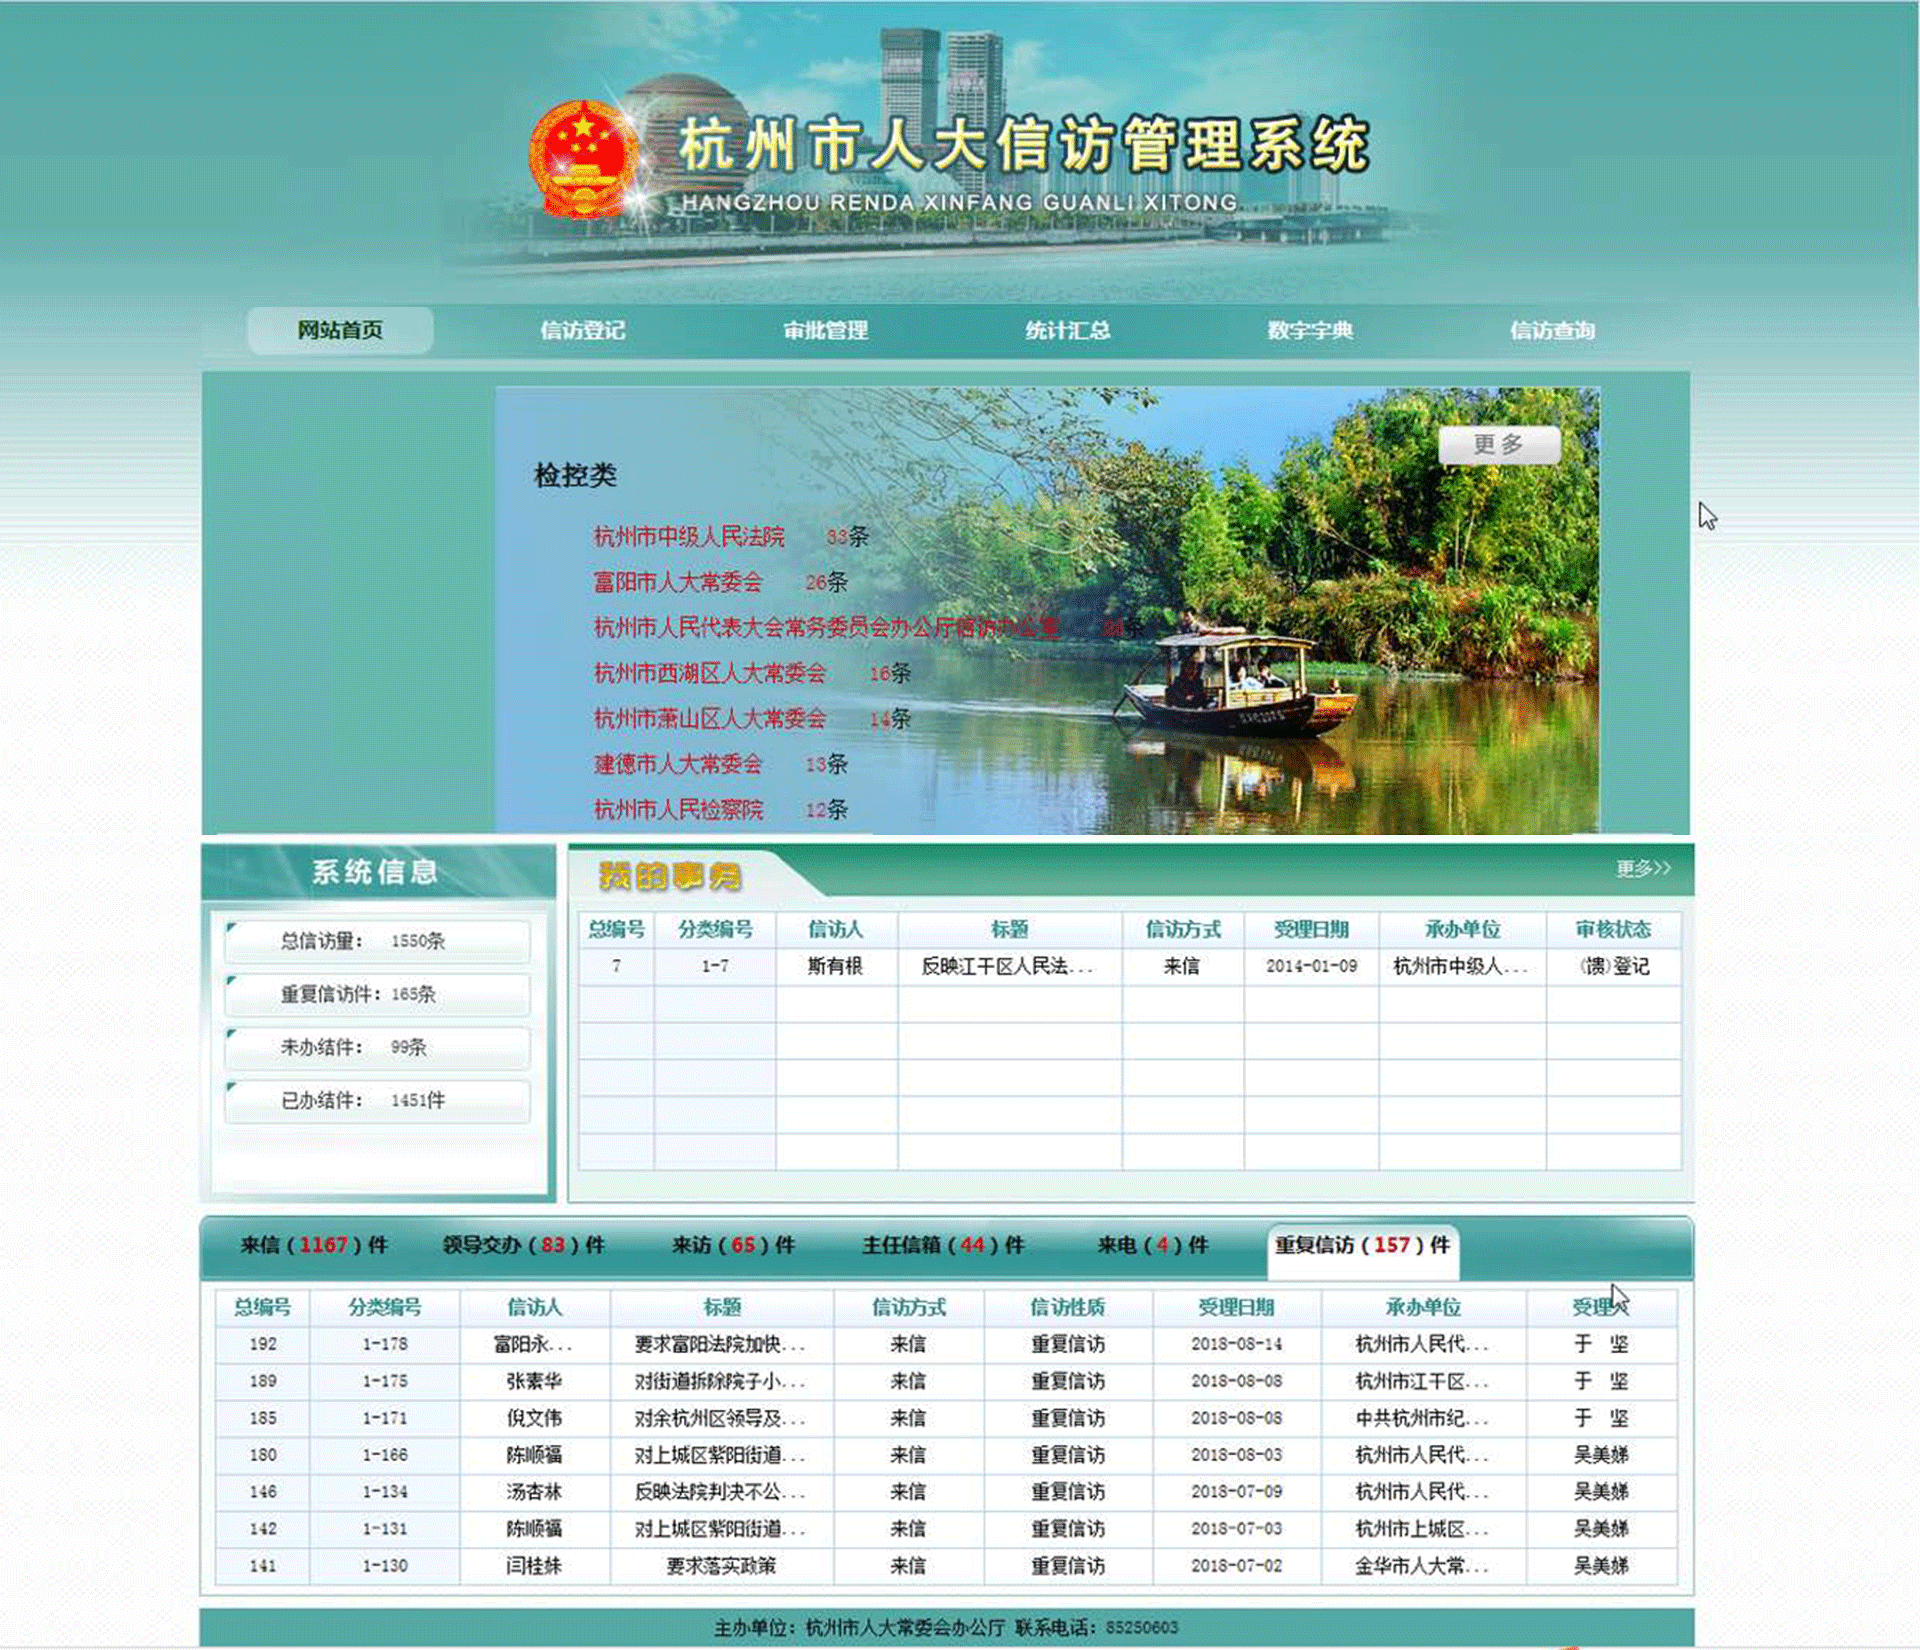 杭州市人大信访管理系统
HANGZHOU RENDA XINFANG GUANLI XITONG
网站首页 信访登记 审批管理 统计汇总 数字字典 信访查询
更多
检控类
杭州市中级人民法院 33条
富阳市人大常委会 26条
杭州市人民代表大会常务委员会办公厅信访办公室 条
杭州市西湖区人大常委会 16条
杭州市萧山区人大常委会 14条
建德市人大常委会 13条
杭州市人民检察院 12条
系统信息
总信访量: 1550条
重复信访件: 165条
未办结件: 99条
已办结件: 1451件
我的事务 更多>>
总编号 分类编号 信访人 标题 信访方式 受理日期 承办单位 审核状态
7 1-7 斯有根 反映江干区人民法... 来信 2014-01-09 杭州市中级人... (馈)登记
来信(1167)件 领导交办(83)件 来访(65)件 主任信箱(44)件 来电(4)件 重复信访(157)件
总编号 分类编号 信访人 标题 信访方式 信访性质 受理日期 承办单位 受理人
192 1-178 富阳永... 要求富阳法院加快... 来信 重复信访 2018-08-14 杭州市人民代... 于 坚
189 1-175 张素华 对街道拆除院子小... 来信 重复信访 2018-08-08 杭州市江干区... 于 坚
185 1-171 倪文伟 对余杭州区领导及... 来信 重复信访 2018-08-08 中共杭州市纪... 于 坚
180 1-166 陈顺福 对上城区紫阳街道... 来信 重复信访 2018-08-03 杭州市人民代... 吴美娣
146 1-134 汤杏林 反映法院判决不公... 来信 重复信访 2018-07-09 杭州市人民代... 吴美娣
142 1-131 陈顺福 对上城区紫阳街道... 来信 重复信访 2018-07-03 杭州市上城区... 吴美娣
141 1-130 闫桂妹 要求落实政策 来信 重复信访 2018-07-02 金华市人大常... 吴美娣
主办单位: 杭州市人大常委会办公厅 联系电话: 85250603